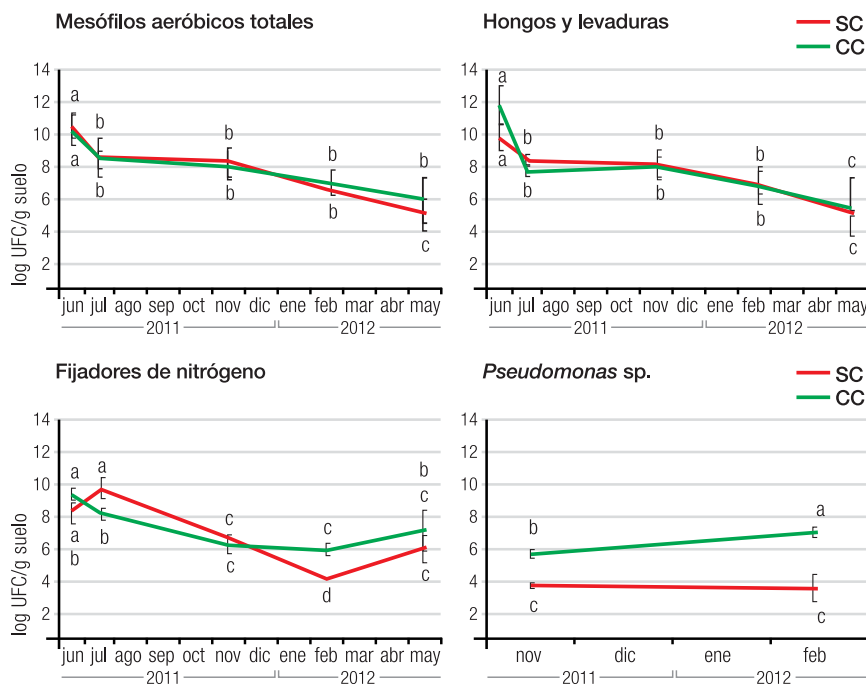 Mesófilos aeróbicos totales
Hongos y levaduras
SC
CC
log UFC/g suelo
14
12
10
8
6
4
2
a
a
b
b
b
b
b
b
b
c
jun jul ago sep oct nov dic ene feb mar abr may
2011 2012
14
12
10
8
6
4
2
a
a
b
b
b
b
b
b
c
c
jun jul ago sep oct nov dic ene feb mar abr may
2011 2012
Fijadores de nitrógeno
Pseudomonas sp.
SC
CC
log UFC/g suelo
14
12
10
8
6
4
2
a
a
b
a
b
c
c
c
d
b
c
c
jun jul ago sep oct nov dic ene feb mar abr may
2011 2012
14
12
10
8
6
4
2
b
c
a
c
nov dic ene feb
2011 2012